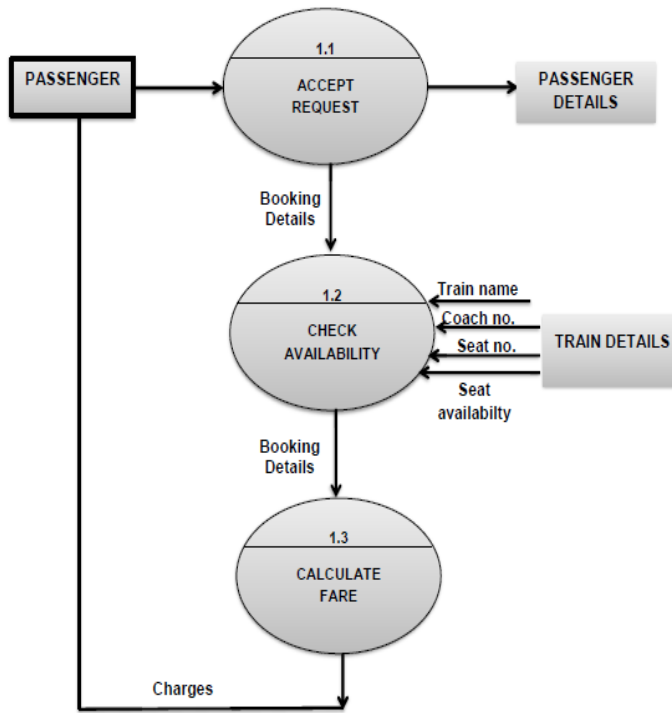 1.1
PASSENGER
ACCEPT
REQUEST
PASSENGER
DETAILS
Booking
Details
1.2
CHECK
AVAILABILITY
Train name
Coach no.
Seat no.
Seat
availabilty
TRAIN DETAILS
Booking
Details
1.3
CALCULATE
FARE
Charges